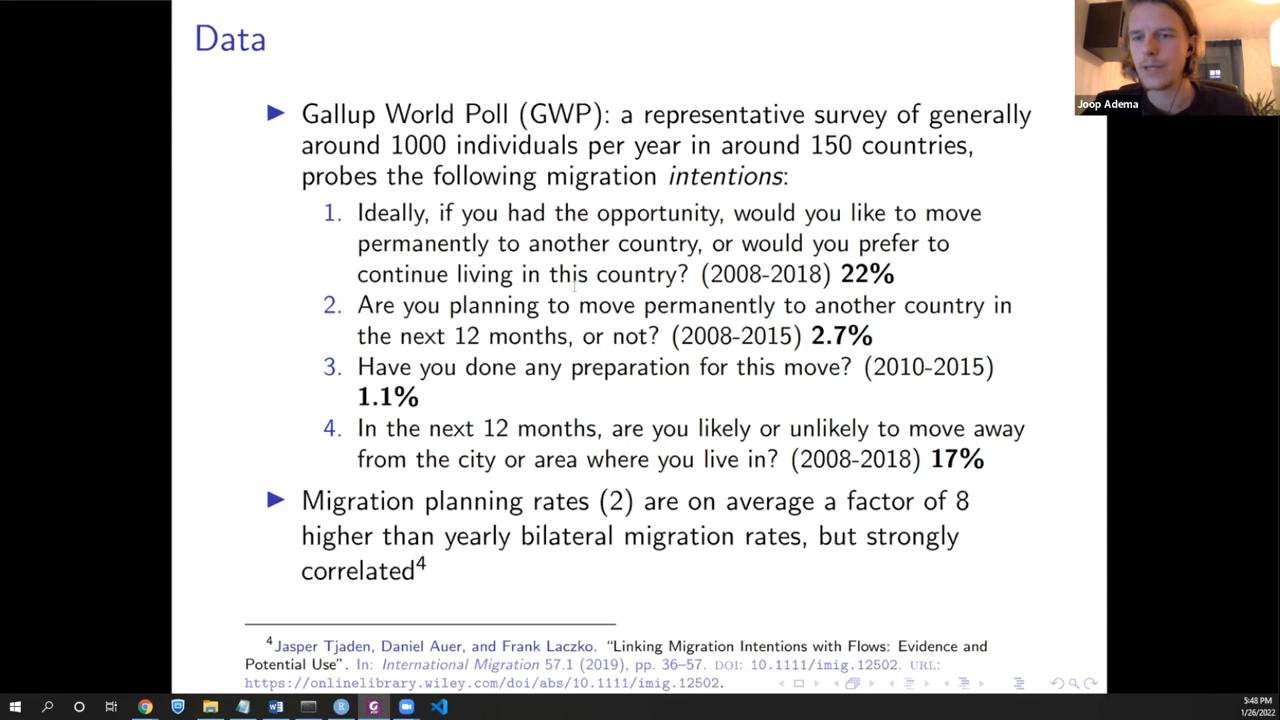 Data
▶ Gallup World Poll (GWP): a representative survey of generally
around 1000 individuals per year in around 150 countries,
probes the following migration intentions:
1. Ideally, if you had the opportunity, would you like to move
permanently to another country, or would you prefer to
continue living in this country? (2008-2018) 22%
2. Are you planning to move permanently to another country in
the next 12 months, or not? (2008-2015) 2.7%
3. Have you done any preparation for this move? (2010-2015)
1.1%
4. In the next 12 months, are you likely or unlikely to move away
from the city or area where you live in? (2008-2018) 17%
▶ Migration planning rates (2) are on average a factor of 8
higher than yearly bilateral migration rates, but strongly
correlated⁴
⁴Jasper Tjaden, Daniel Auer, and Frank Laczko. “Linking Migration Intentions with Flows: Evidence and
Potential Use”. In: International Migration 57.1 (2019), pp. 36–57. DOI: 10.1111/imig.12502. URL:
https://onlinelibrary.wiley.com/doi/abs/10.1111/imig.12502.
Joop Adema
5:48 PM
1/26/2022